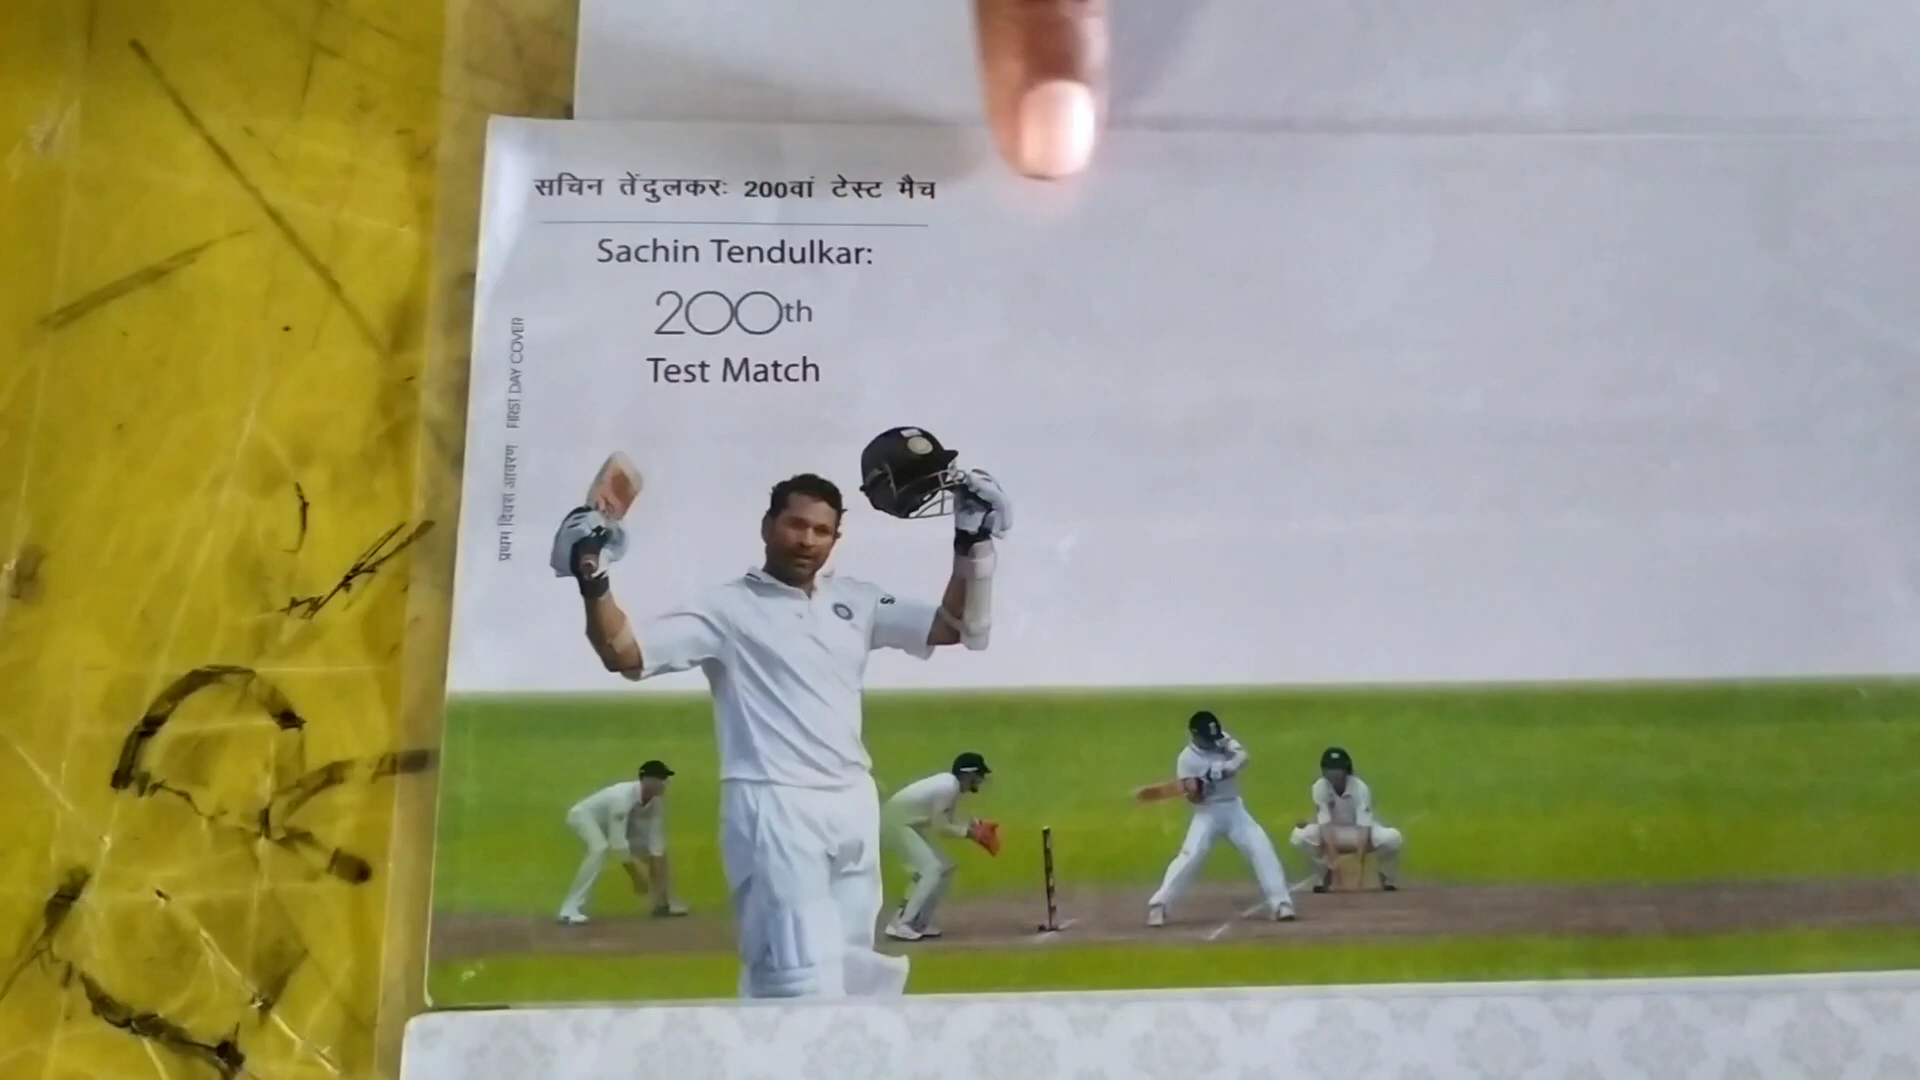 सचिन तेंदुलकरः 200वां टेस्ट मैच
Sachin Tendulkar:
200th
Test Match
प्रथम दिवस आवरण FIRST DAY COVER